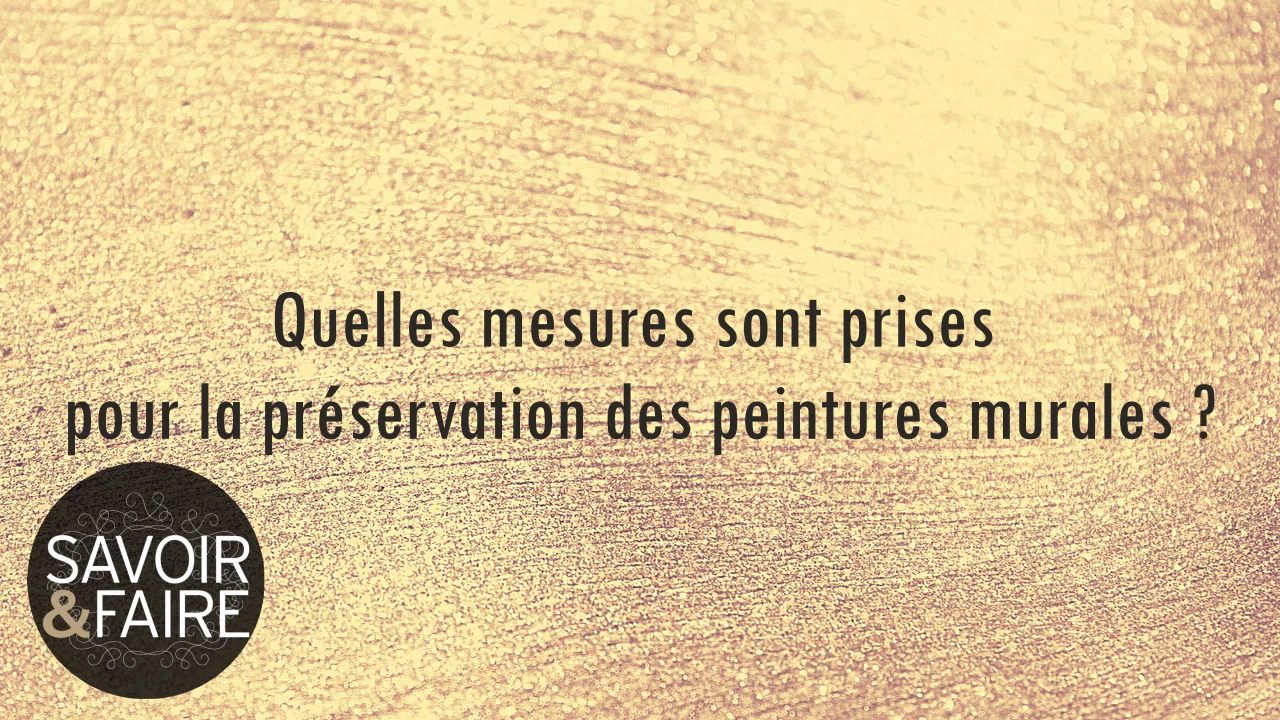 Quelles mesures sont prises
pour la préservation des peintures murales ?
SAVOIR
&FAIRE